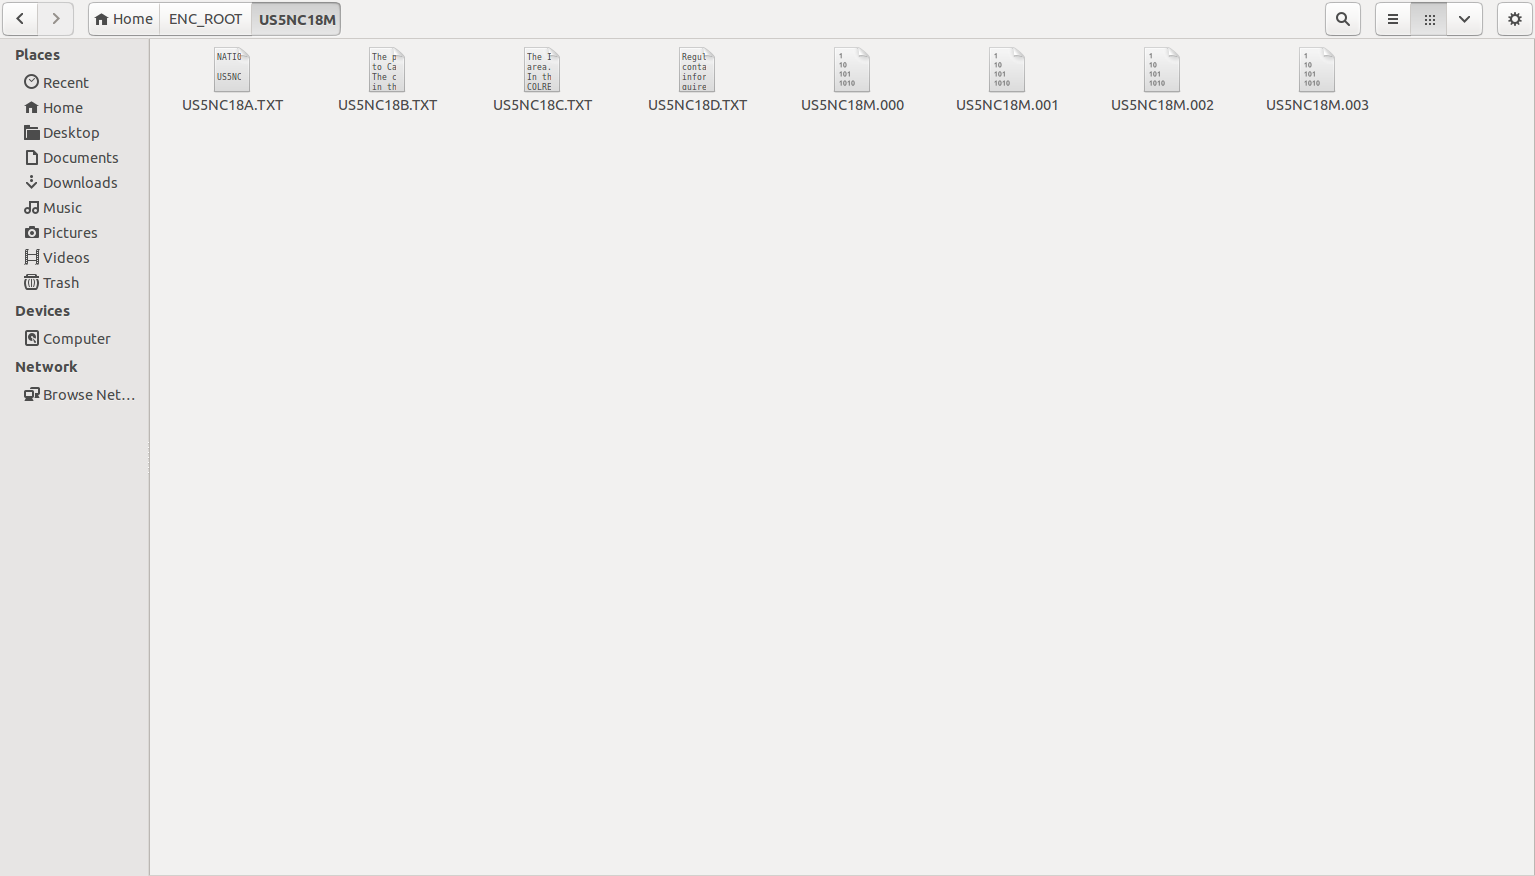 Home ENC_ROOT US5NC18M
Places
Recent
Home
Desktop
Documents
Downloads
Music
Pictures
Videos
Trash
Devices
Computer
Network
Browse Net…
NATIO
US5NC
US5NC18A.TXT
The p
to Ca
The c
in th
US5NC18B.TXT
The I
area.
In th
COLRE
US5NC18C.TXT
Regul
conta
infor
quire
US5NC18D.TXT
1
10
101
1010
US5NC18M.000
1
10
101
1010
US5NC18M.001
1
10
101
1010
US5NC18M.002
1
10
101
1010
US5NC18M.003